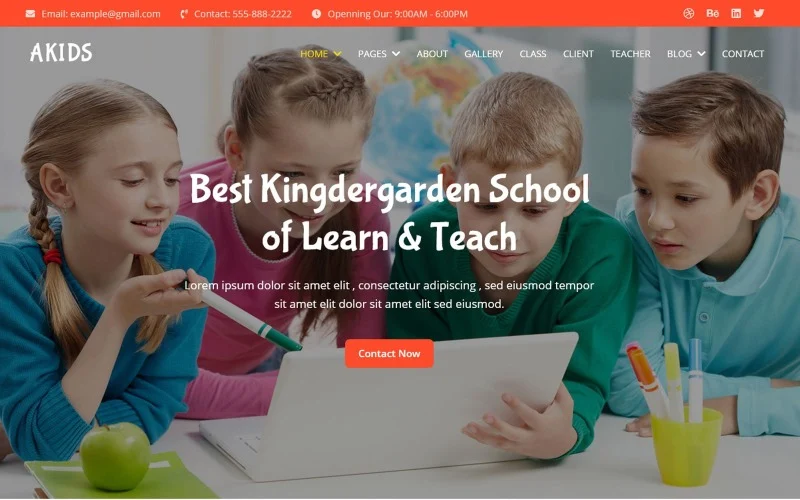 Email: example@gmail.com Contact: 555-888-2222 Openning Our: 9:00AM - 6:00PM
AKIDS HOME PAGES ABOUT GALLERY CLASS CLIENT TEACHER BLOG CONTACT
Best Kingdergarden School
of Learn & Teach
Lorem ipsum dolor sit amet elit , consectetur adipiscing , sed eiusmod tempor
sit amet elit dolor sit amet elit sed eiusmod.
Contact Now